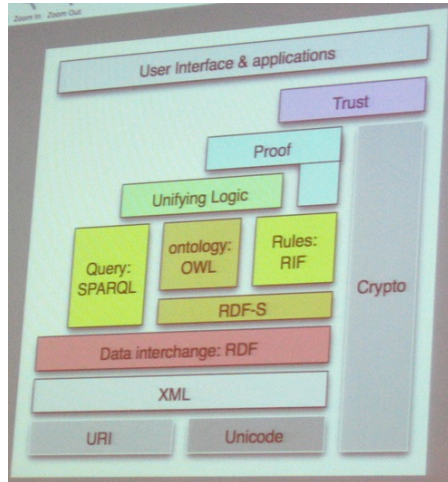 Zoom In Zoom Out
User Interface & applications
Trust
Proof
Unifying Logic
Query:
SPARQL
ontology:
OWL
Rules:
RIF
Crypto
RDF-S
Data interchange: RDF
XML
URI
Unicode